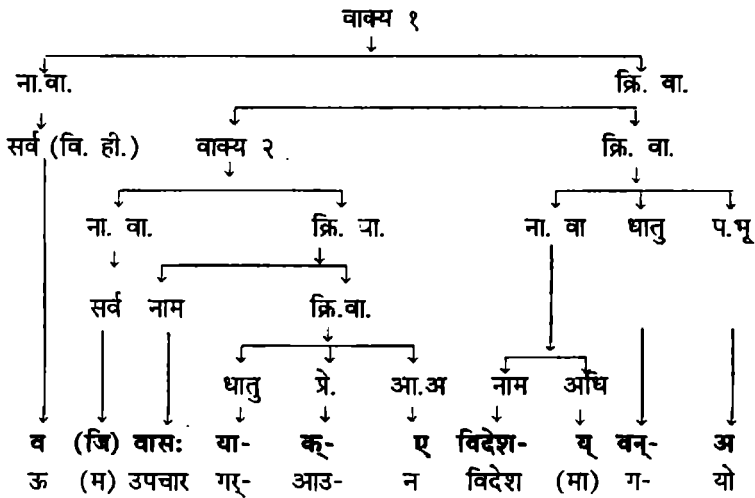 वाक्य १
ना.वा. क्रि. वा.
सर्व (वि. ही.) वाक्य २ क्रि. वा.
ना. वा. क्रि. वा. ना. वा धातु प.भू
सर्व नाम क्रि.वा.
धातु प्रे. आ.अ नाम अधि
व (जि) वासः या- क्- ए विदेश- य् वन्- अ
ऊ (म) उपचार गर्- आउ- न विदेश (मा) ग- यो